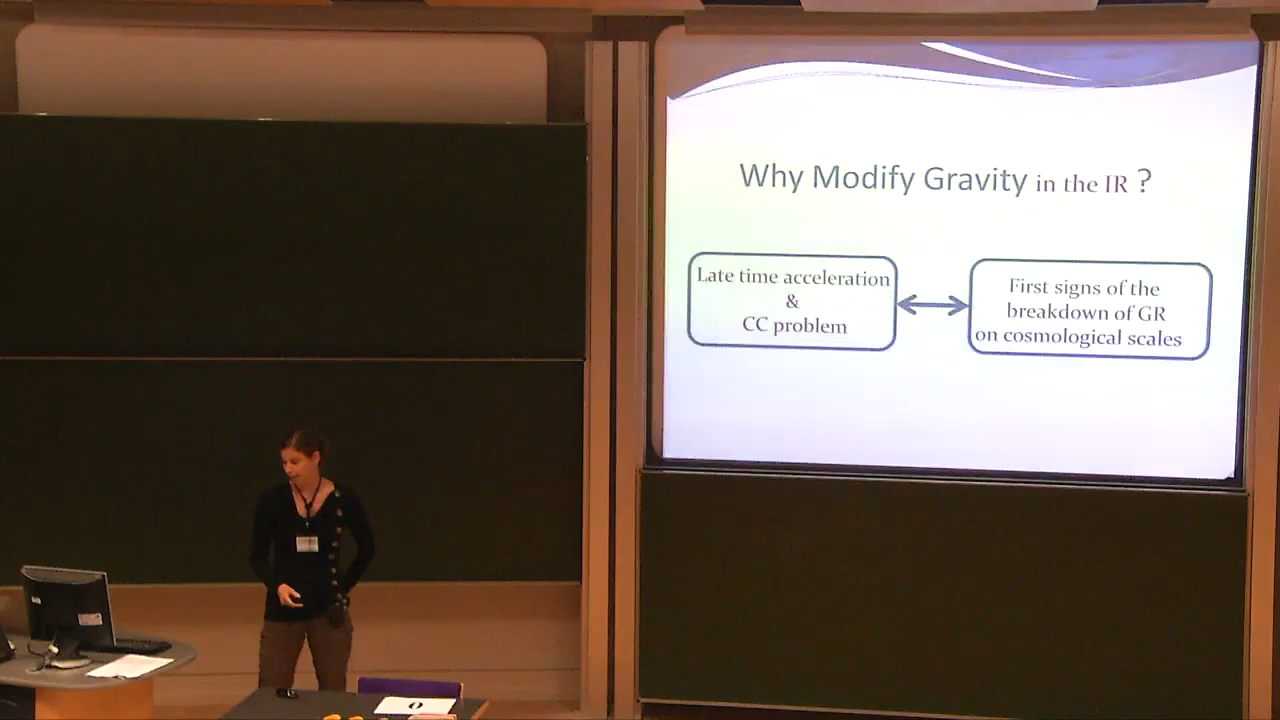 Why Modify Gravity in the IR ?
Late time acceleration
&
CC problem
First signs of the
breakdown of GR
on cosmological scales
0